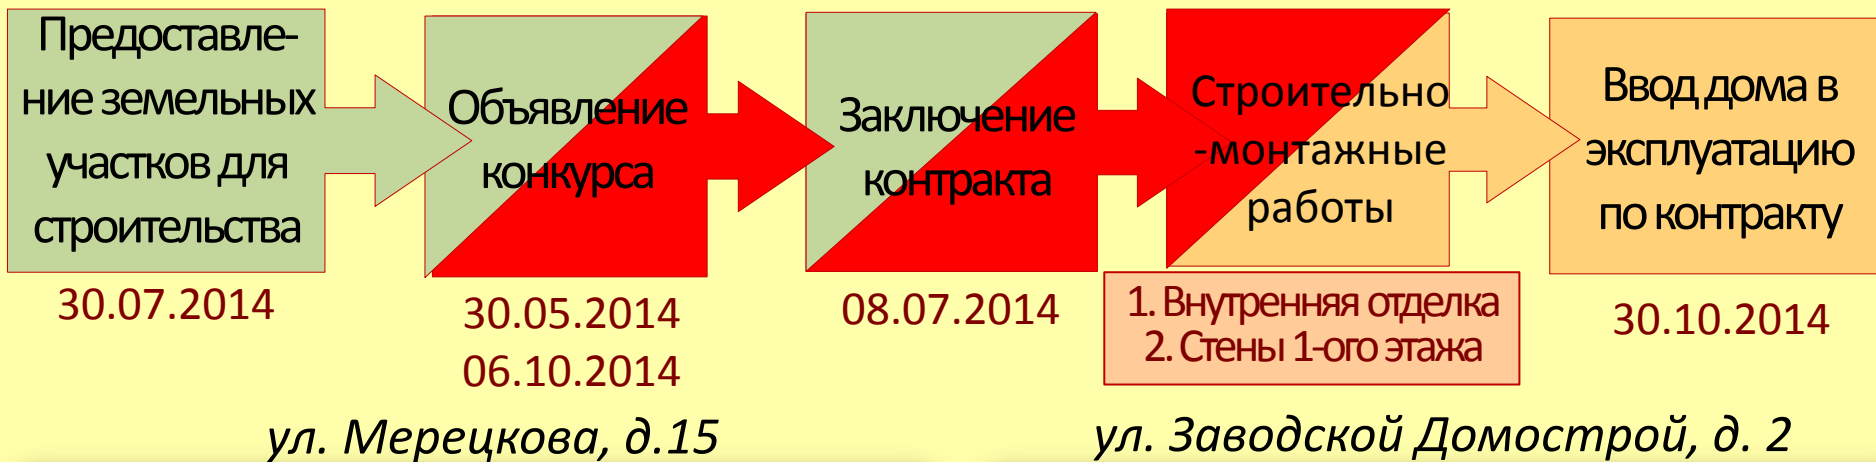 Предоставле-
ние земельных
участков для
строительства
30.07.2014
Объявление
конкурса
30.05.2014
06.10.2014
Заключение
контракта
08.07.2014
Строительно
-монтажные
работы
1. Внутренняя отделка
2. Стены 1-ого этажа
Ввод дома в
эксплуатацию
по контракту
30.10.2014
ул. Мерецкова, д.15
ул. Заводской Домострой, д. 2